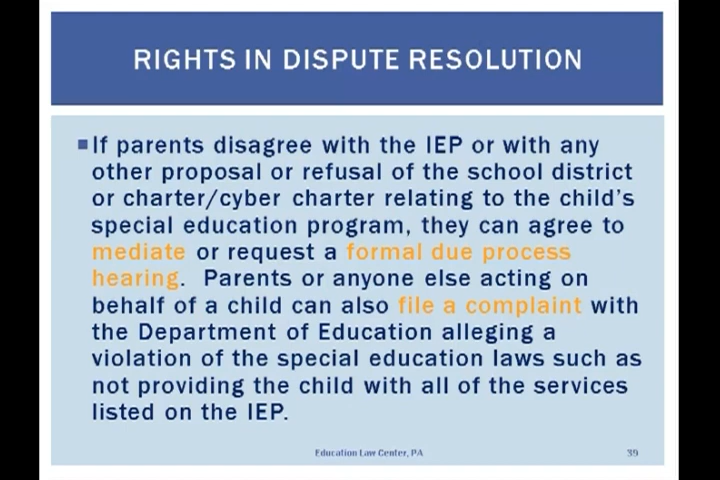 RIGHTS IN DISPUTE RESOLUTION
If parents disagree with the IEP or with any
other proposal or refusal of the school district
or charter/cyber charter relating to the child's
special education program, they can agree to
mediate or request a formal due process
hearing. Parents or anyone else acting on
behalf of a child can also file a complaint with
the Department of Education alleging a
violation of the special education laws such as
not providing the child with all of the services
listed on the IEP.
Education Law Center, PA
39